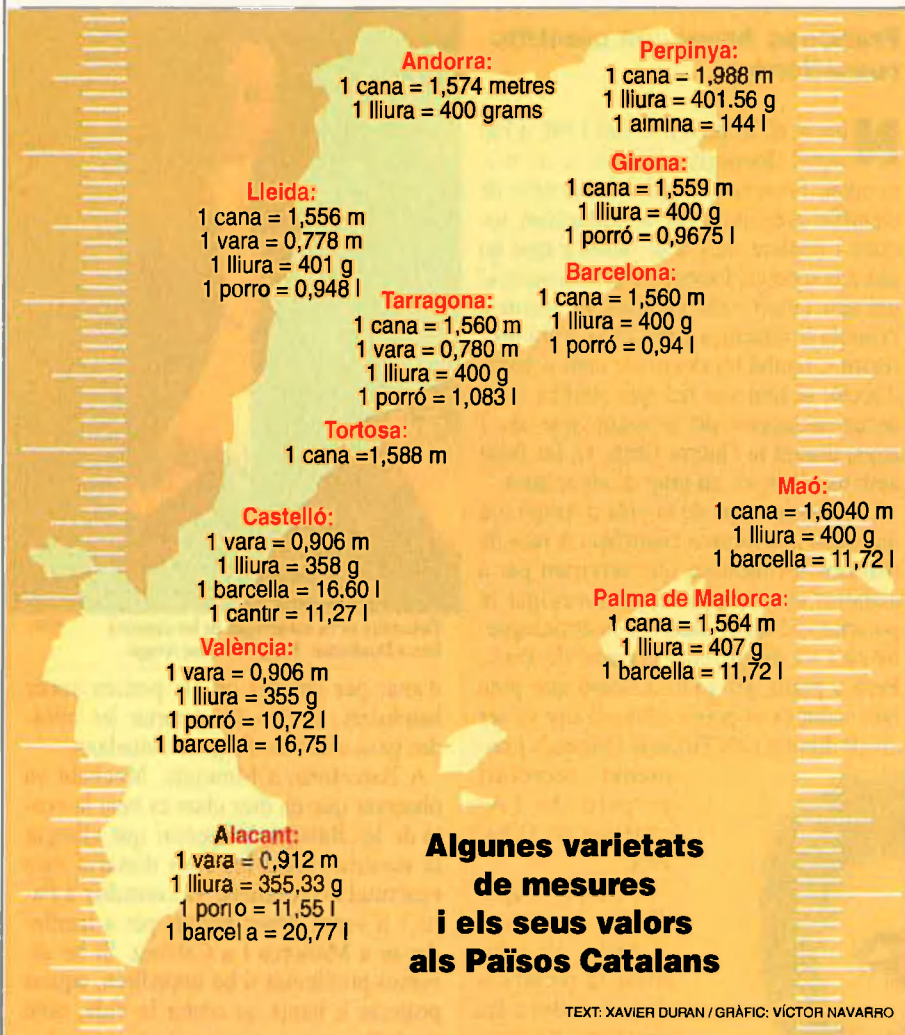 Andorra:
1 cana = 1,574 metres
1 lliura = 400 grams
Perpinya:
1 cana = 1,988 m
1 lliura = 401.56 g
1 almina = 144 l
Girona:
1 cana = 1,559 m
1 lliura = 400 g
1 porró = 0,9675 l
Lleida:
1 cana = 1,556 m
1 vara = 0,778 m
1 lliura = 401 g
1 porro = 0,948 l
Barcelona:
1 cana = 1,560 m
1 lliura = 400 g
1 porró = 0,94 l
Tarragona:
1 cana = 1,560 m
1 vara = 0,780 m
1 lliura = 400 g
1 porró = 1,083 l
Tortosa:
1 cana =1,588 m
Maó:
1 cana = 1,6040 m
1 lliura = 400 g
1 barcella = 11,72 l
Castelló:
1 vara = 0,906 m
1 lliura = 358 g
1 barcella = 16.60 l
1 cantir = 11,27 l
Palma de Mallorca:
1 cana = 1,564 m
1 lliura = 407 g
1 barcella = 11,72 l
València:
1 vara = 0,906 m
1 lliura = 355 g
1 porró = 10,72 l
1 barcella = 16,75 l
Alacant:
1 vara = 0,912 m
1 lliura = 355,33 g
1 porro = 11,55 l
1 barcel a = 20,77 l
Algunes varietats
de mesures
i els seus valors
als Països Catalans
TEXT: XAVIER DURAN / GRÀFIC: VÍCTOR NAVARRO